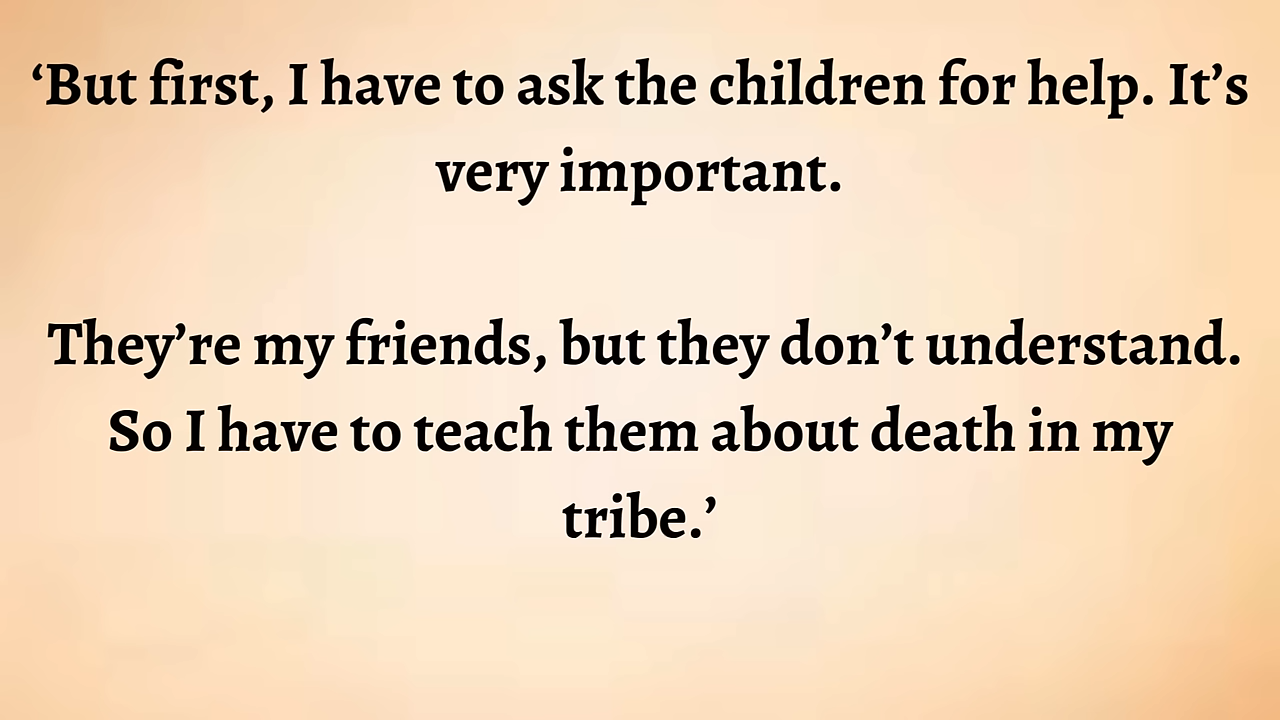 ‘But first, I have to ask the children for help. It’s
very important.
They’re my friends, but they don’t understand.
So I have to teach them about death in my
tribe.’